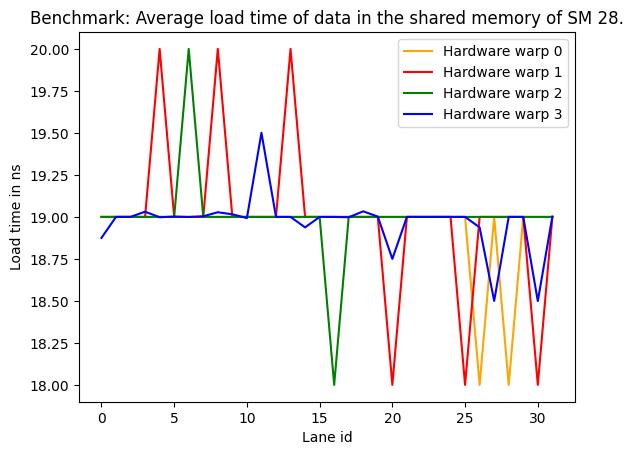 Benchmark: Average load time of data in the shared memory of SM 28.
Hardware warp 0
Hardware warp 1
Hardware warp 2
Hardware warp 3
Load time in ns
20.00
19.75
19.50
19.25
19.00
18.75
18.50
18.25
18.00
0 5 10 15 20 25 30
Lane id